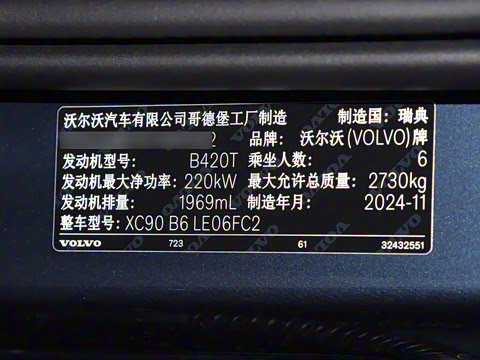 沃尔沃汽车有限公司哥德堡工厂制造 制造国：瑞典
2 品牌：沃尔沃(VOLVO)牌
发动机型号： B420T 乘坐人数： 6
发动机最大净功率： 220kW 最大允许总质量： 2730kg
发动机排量： 1969mL 制造年月： 2024-11
整车型号： XC90 B6 LE06FC2
VOLVO 723 61 32432551